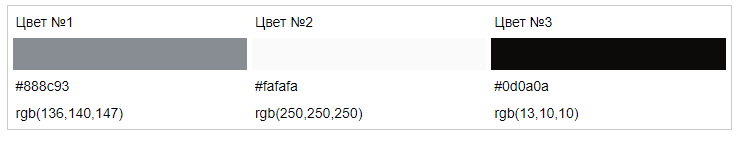 Цвет №1 Цвет №2 Цвет №3
#888c93 #fafafa #0d0a0a
rgb(136,140,147) rgb(250,250,250) rgb(13,10,10)